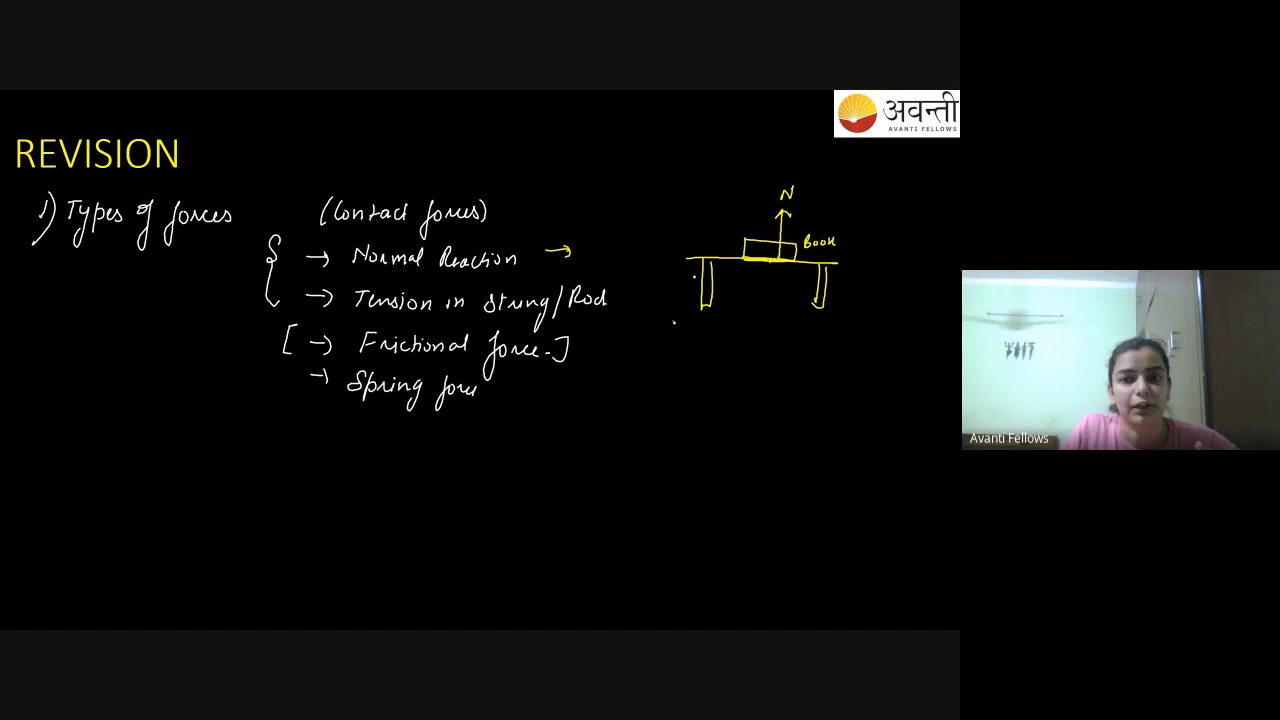 अवन्ती
AVANTI FELLOWS
REVISION
1) Types of forces
(Contact forces)
→ Normal Reaction →
→ Tension in string/Rod
[ → Frictional force. ]
→ Spring force
N
Book
Avanti Fellows